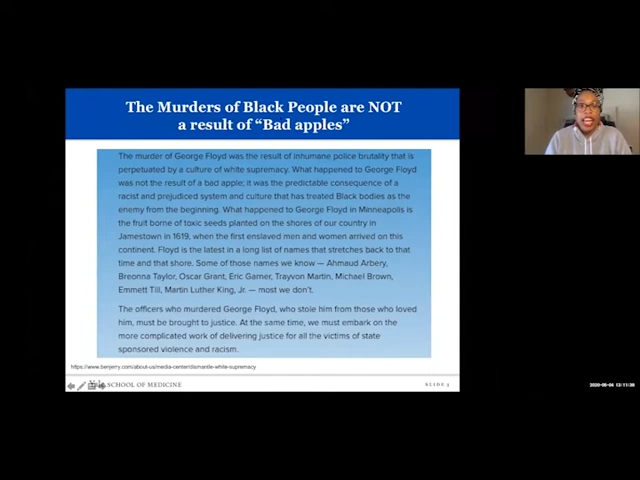 The Murders of Black People are NOT
a result of “Bad apples”
The murder of George Floyd was the result of inhumane police brutality that is
perpetuated by a culture of white supremacy. What happened to George Floyd
was not the result of a bad apple; it was the predictable consequence of a
racist and prejudiced system and culture that has treated Black bodies as the
enemy from the beginning. What happened to George Floyd in Minneapolis is
the fruit borne of toxic seeds planted on the shores of our country in
Jamestown in 1619, when the first enslaved men and women arrived on this
continent. Floyd is the latest in a long list of names that stretches back to that
time and that shore. Some of those names we know — Ahmaud Arbery,
Breonna Taylor, Oscar Grant, Eric Garner, Trayvon Martin, Michael Brown,
Emmett Till, Martin Luther King, Jr. — most we don’t.
The officers who murdered George Floyd, who stole him from those who loved
him, must be brought to justice. At the same time, we must embark on the
more complicated work of delivering justice for all the victims of state
sponsored violence and racism.
https://www.benjerry.com/about-us/media-center/dismantle-white-supremacy
Yale SCHOOL OF MEDICINE
SLIDE 5